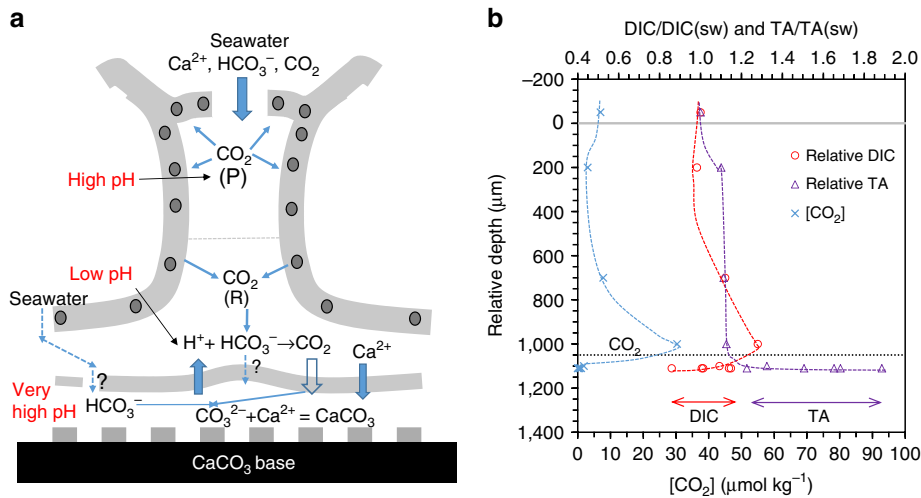 a
Seawater
Ca²⁺, HCO₃⁻, CO₂
CO₂
(P)
High pH
CO₂
(R)
Low pH
Seawater
H⁺+ HCO₃⁻→CO₂
Ca²⁺
?
?
Very
high pH
HCO₃⁻
CO₃²⁻+Ca²⁺ = CaCO₃
CaCO₃ base
b
DIC/DIC(sw) and TA/TA(sw)
0.4 0.6 0.8 1.0 1.2 1.4 1.6 1.8 2.0
–200
0
200
400
600
800
1,000
1,200
1,400
Relative depth (μm)
Relative DIC
Relative TA
[CO₂]
CO₂
DIC
TA
0 10 20 30 40 50 60 70 80 90 100
[CO₂] (μmol kg⁻¹)